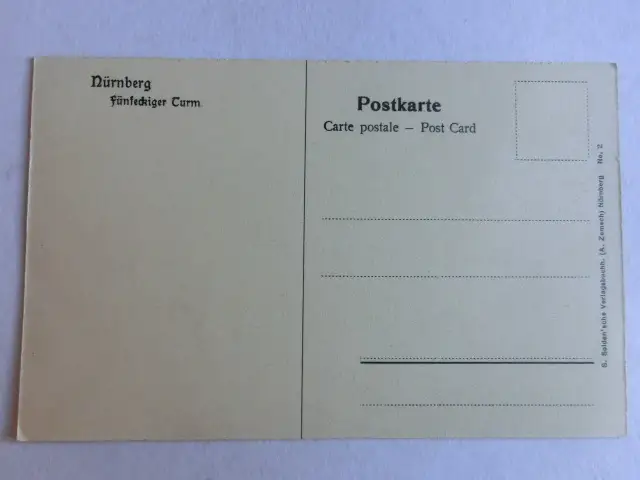 Nürnberg
Fünfeckiger Turm
Postkarte
Carte postale – Post Card
S. Soldan'sche Verlagsbuchh. (A. Zemsch) Nürnberg No. 2